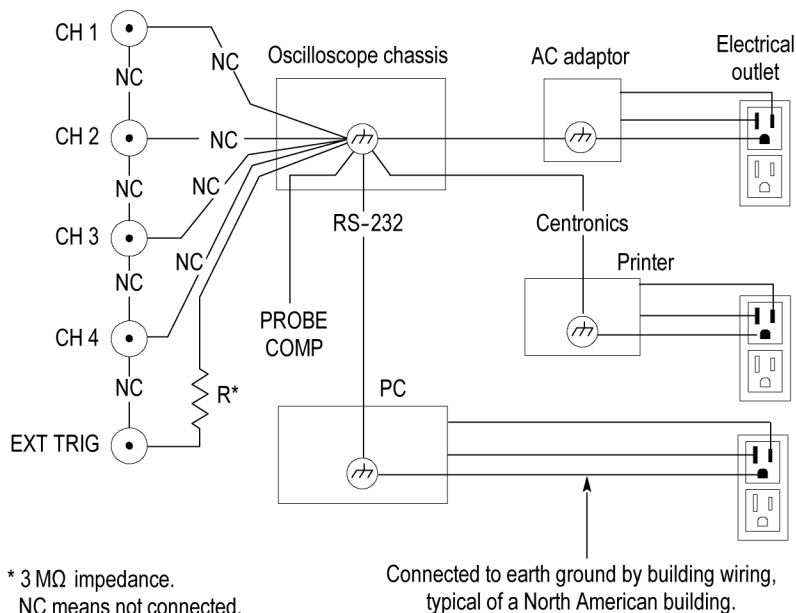 CH 1
NC
NC
CH 2
NC
NC
CH 3
NC
NC
NC
CH 4
NC
EXT TRIG
R*
Oscilloscope chassis
AC adaptor
Electrical
outlet
RS-232
Centronics
Printer
PROBE
COMP
PC
* 3 MΩ impedance.
NC means not connected.
Connected to earth ground by building wiring,
typical of a North American building.